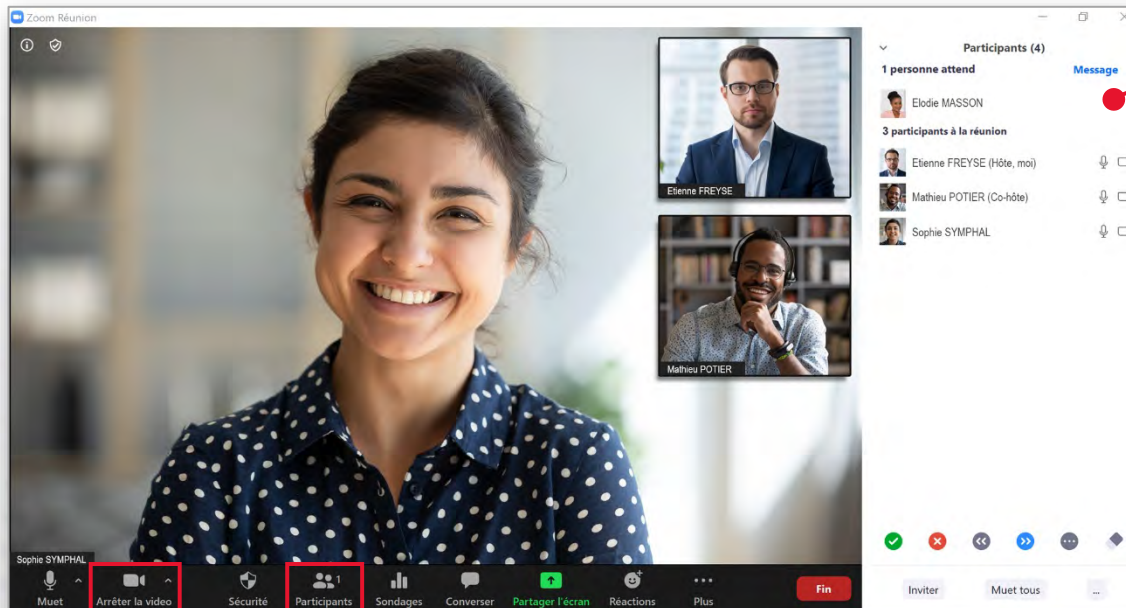 Zoom Réunion
Etienne FREYSE
Mathieu POTIER
Sophie SYMPHAL
Muet
Arrêter la video
Sécurité
1
Participants
Sondages
Converser
Partager l'écran
Réactions
Plus
Fin
Participants (4)
1 personne attend
Message
Elodie MASSON
3 participants à la réunion
Etienne FREYSE (Hôte, moi)
Mathieu POTIER (Co-hôte)
Sophie SYMPHAL
Inviter
Muet tous
...